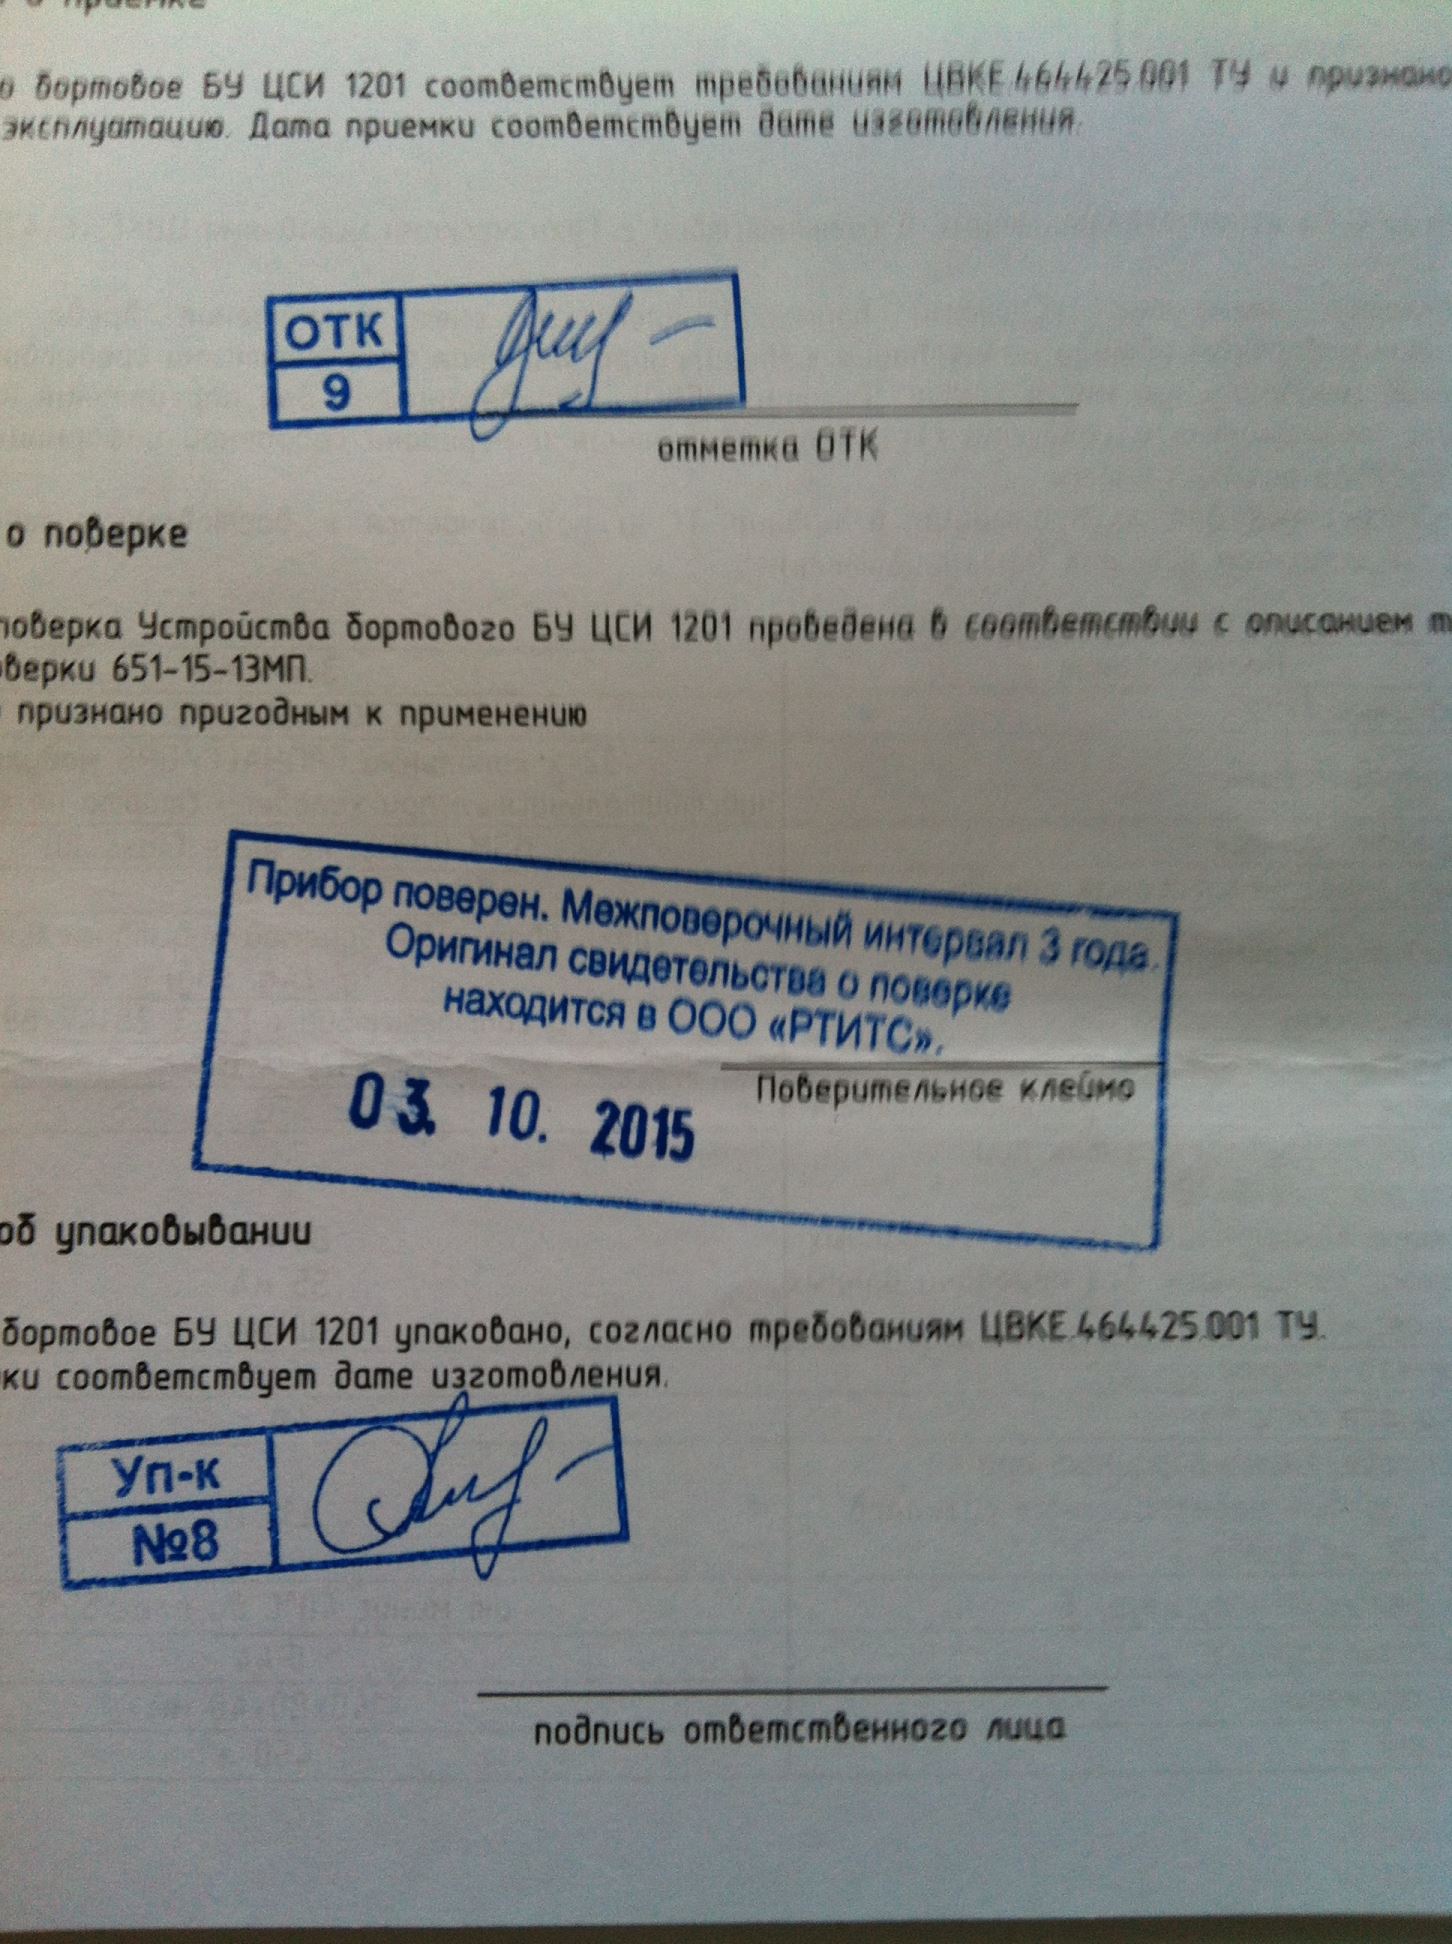 о приемке
о бортовое БУ ЦСИ 1201 соответствует требованиям ЦВКЕ.464425.001 ТУ и признано
эксплуатацию. Дата приемки соответствует дате изготовления.
ОТК
9
отметка ОТК
о поверке
поверка Устройства бортового БУ ЦСИ 1201 проведена в соответствии с описанием т
оверки 651-15-13МП.
признано пригодным к применению
Прибор поверен. Межповерочный интервал 3 года.
Оригинал свидетельства о поверке
находится в ООО «РТИТС».
Поверительное клеймо
03. 10. 2015
об упаковывании
бортовое БУ ЦСИ 1201 упаковано, согласно требованиям ЦВКЕ.464425.001 ТУ.
ки соответствует дате изготовления.
Уп-к
№8
подпись ответственного лица